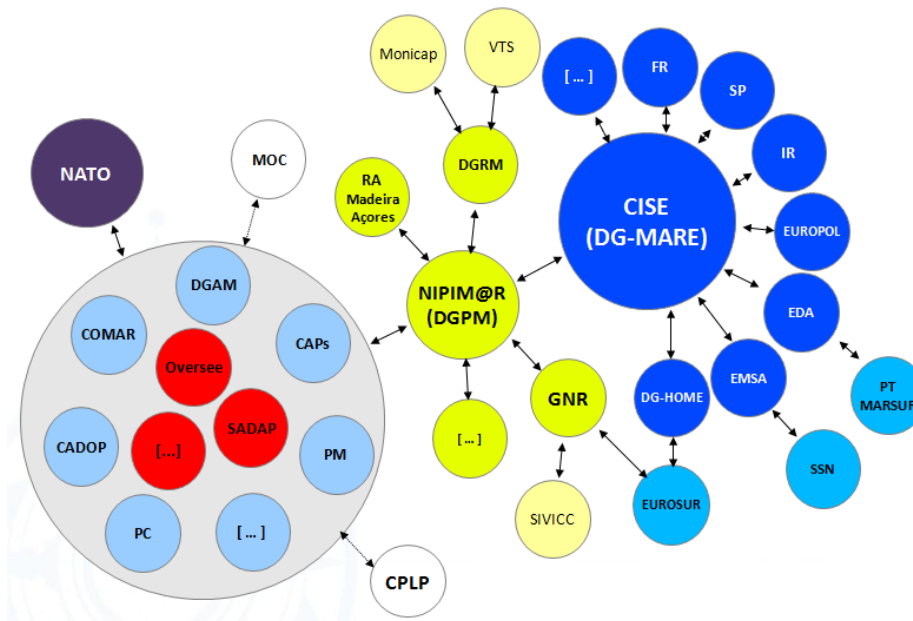 Monicap
VTS
[ ... ]
FR
SP
IR
NATO
MOC
RA
Madeira
Açores
DGRM
CISE
(DG-MARE)
EUROPOL
DGAM
NIPIM@R
(DGPM)
EDA
COMAR
CAPs
Oversee
EMSA
DG-HOME
GNR
PT
MARSUR
CADOP
SADAP
[...]
PM
[ ... ]
SSN
PC
[ ... ]
SIVICC
EUROSUR
CPLP